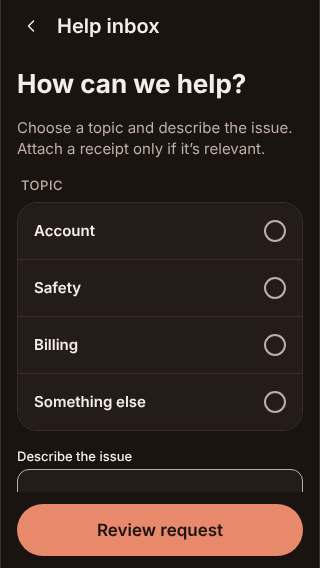 Help inbox
How can we help?
Choose a topic and describe the issue.
Attach a receipt only if it’s relevant.
TOPIC
Account
Safety
Billing
Something else
Describe the issue
Review request